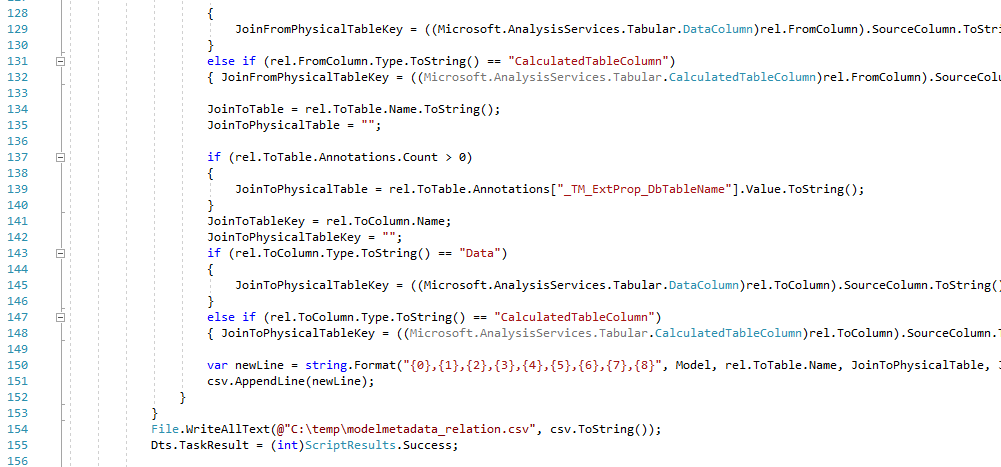 128 {
129 JoinFromPhysicalTableKey = ((Microsoft.AnalysisServices.Tabular.DataColumn)rel.FromColumn).SourceColumn.ToStri
130 }
131 else if (rel.FromColumn.Type.ToString() == "CalculatedTableColumn")
132 { JoinFromPhysicalTableKey = ((Microsoft.AnalysisServices.Tabular.CalculatedTableColumn)rel.FromColumn).SourceColu
133
134 JoinToTable = rel.ToTable.Name.ToString();
135 JoinToPhysicalTable = "";
136
137 if (rel.ToTable.Annotations.Count > 0)
138 {
139 JoinToPhysicalTable = rel.ToTable.Annotations["_TM_ExtProp_DbTableName"].Value.ToString();
140 }
141 JoinToTableKey = rel.ToColumn.Name;
142 JoinToPhysicalTableKey = "";
143 if (rel.ToColumn.Type.ToString() == "Data")
144 {
145 JoinToPhysicalTableKey = ((Microsoft.AnalysisServices.Tabular.DataColumn)rel.ToColumn).SourceColumn.ToString()
146 }
147 else if (rel.ToColumn.Type.ToString() == "CalculatedTableColumn")
148 { JoinToPhysicalTableKey = ((Microsoft.AnalysisServices.Tabular.CalculatedTableColumn)rel.ToColumn).SourceColumn.
149
150 var newLine = string.Format("{0},{1},{2},{3},{4},{5},{6},{7},{8}", Model, rel.ToTable.Name, JoinToPhysicalTable,
151 csv.AppendLine(newLine);
152 }
153 }
154 File.WriteAllText(@"C:\temp\modelmetadata_relation.csv", csv.ToString());
155 Dts.TaskResult = (int)ScriptResults.Success;
156